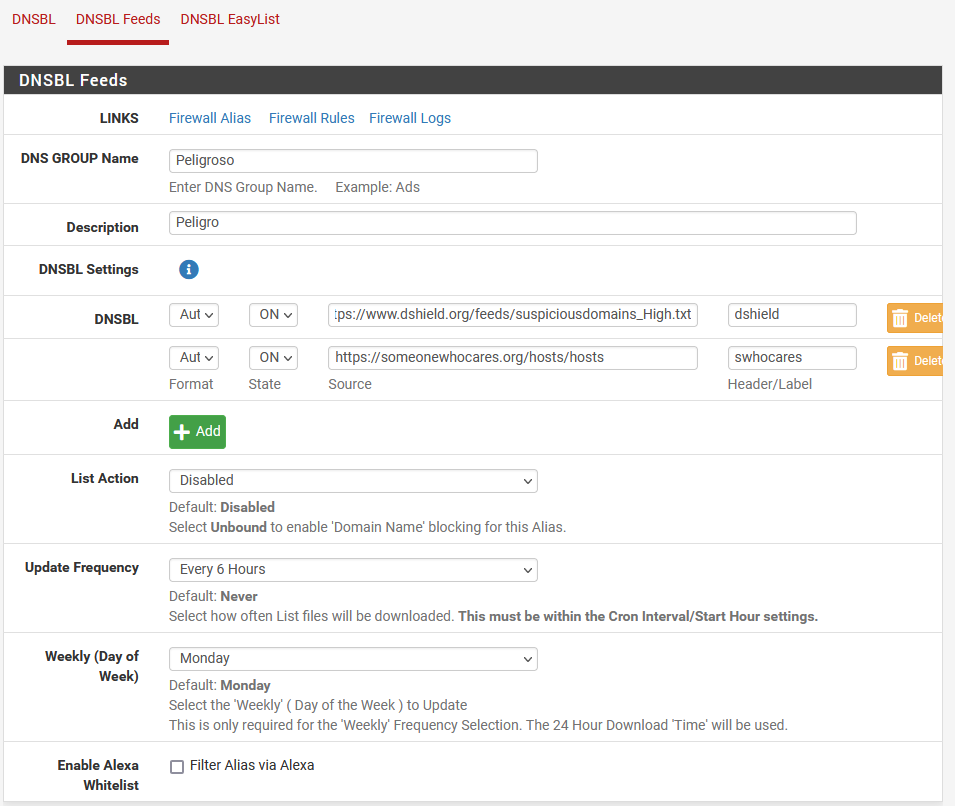 DNSBL DNSBL Feeds DNSBL EasyList
DNSBL Feeds
LINKS Firewall Alias Firewall Rules Firewall Logs
DNS GROUP Name Peligroso
Enter DNS Group Name. Example: Ads
Description Peligro
DNSBL Settings
DNSBL Aut ON tps://www.dshield.org/feeds/suspiciousdomains_High.txt dshield Delete
Aut ON https://someonewhocares.org/hosts/hosts swhocares Delete
Format State Source Header/Label
Add Add
List Action Disabled
Default: Disabled
Select Unbound to enable 'Domain Name' blocking for this Alias.
Update Frequency Every 6 Hours
Default: Never
Select how often List files will be downloaded. This must be within the Cron Interval/Start Hour settings.
Weekly (Day of Week) Monday
Default: Monday
Select the 'Weekly' ( Day of the Week ) to Update
This is only required for the 'Weekly' Frequency Selection. The 24 Hour Download 'Time' will be used.
Enable Alexa Whitelist Filter Alias via Alexa